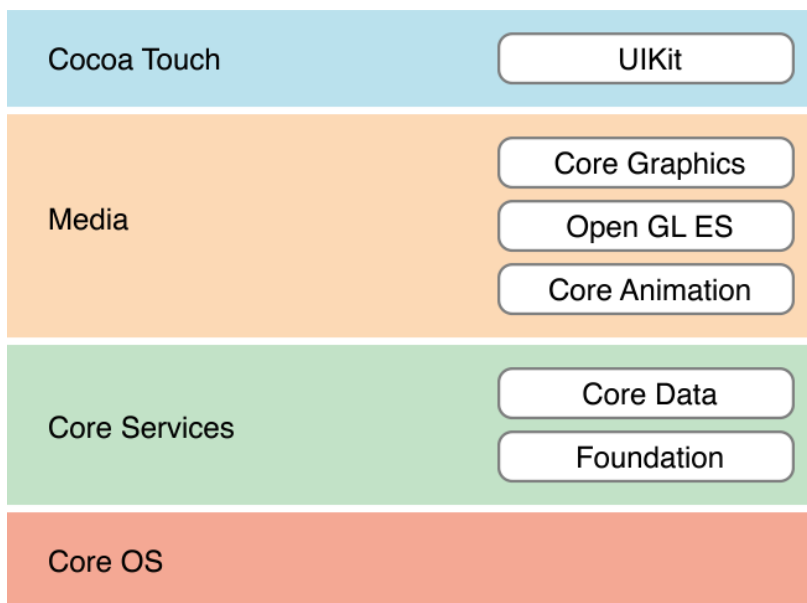 Cocoa Touch
UIKit
Media
Core Graphics
Open GL ES
Core Animation
Core Services
Core Data
Foundation
Core OS